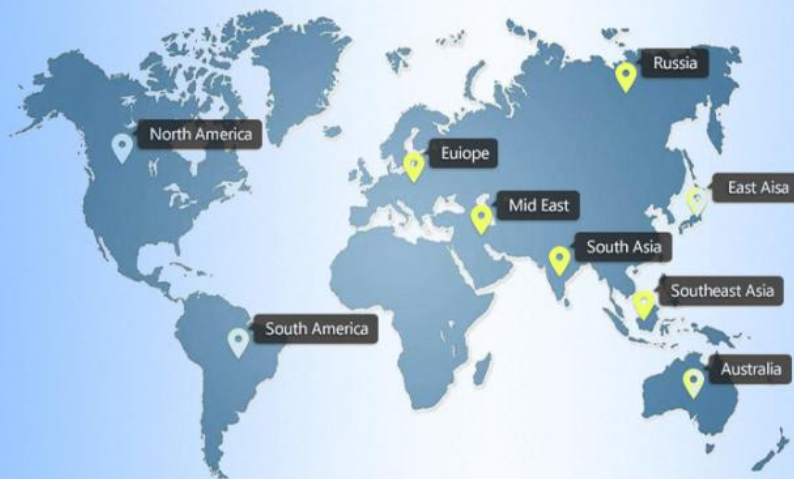 Russia
North America
Euiope
East Aisa
Mid East
South Asia
Southeast Asia
South America
Australia